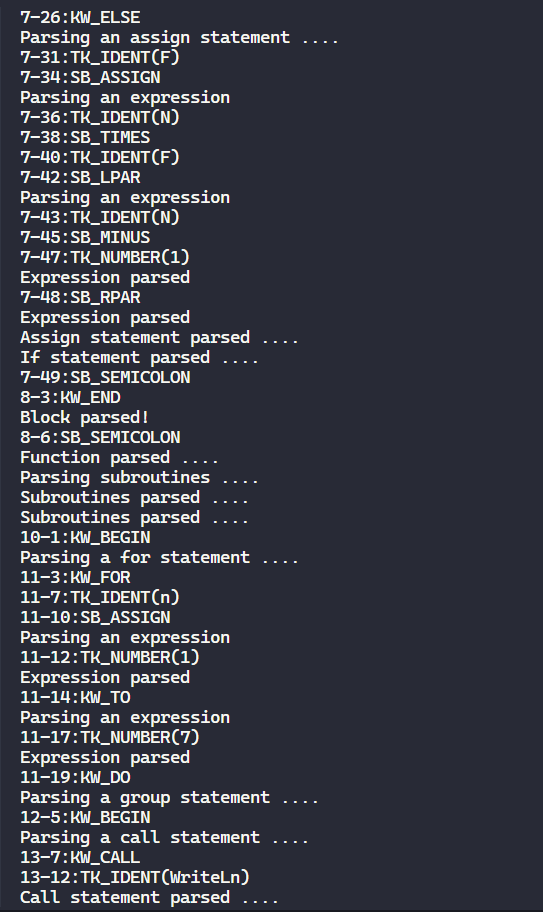 7-26:KW_ELSE
Parsing an assign statement ....
7-31:TK_IDENT(F)
7-34:SB_ASSIGN
Parsing an expression
7-36:TK_IDENT(N)
7-38:SB_TIMES
7-40:TK_IDENT(F)
7-42:SB_LPAR
Parsing an expression
7-43:TK_IDENT(N)
7-45:SB_MINUS
7-47:TK_NUMBER(1)
Expression parsed
7-48:SB_RPAR
Expression parsed
Assign statement parsed ....
If statement parsed ....
7-49:SB_SEMICOLON
8-3:KW_END
Block parsed!
8-6:SB_SEMICOLON
Function parsed ....
Parsing subroutines ....
Subroutines parsed ....
Subroutines parsed ....
10-1:KW_BEGIN
Parsing a for statement ....
11-3:KW_FOR
11-7:TK_IDENT(n)
11-10:SB_ASSIGN
Parsing an expression
11-12:TK_NUMBER(1)
Expression parsed
11-14:KW_TO
Parsing an expression
11-17:TK_NUMBER(7)
Expression parsed
11-19:KW_DO
Parsing a group statement ....
12-5:KW_BEGIN
Parsing a call statement ....
13-7:KW_CALL
13-12:TK_IDENT(WriteLn)
Call statement parsed ....